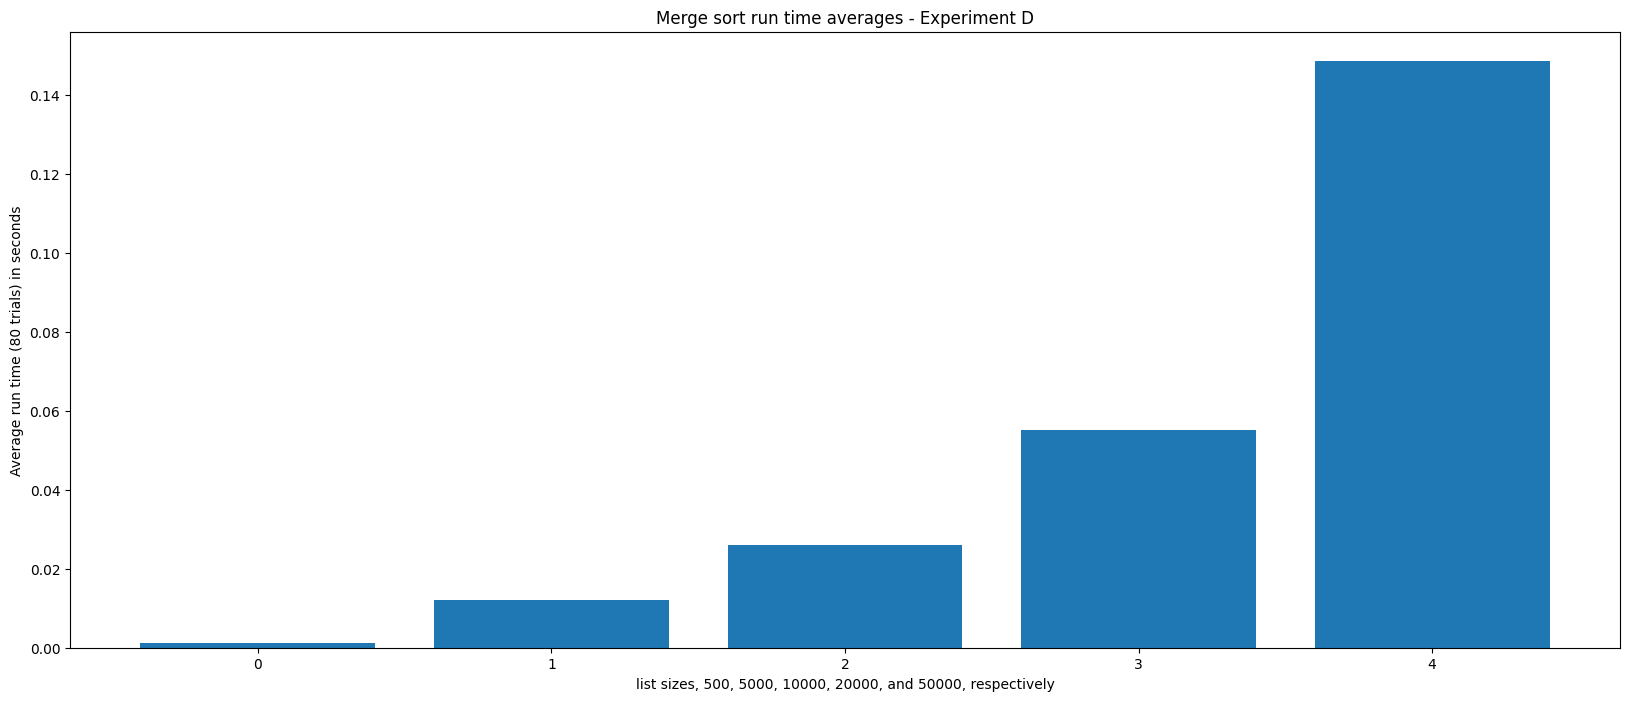 Merge sort run time averages - Experiment D
Average run time (80 trials) in seconds
0.14
0.12
0.10
0.08
0.06
0.04
0.02
0.00
0 1 2 3 4
list sizes, 500, 5000, 10000, 20000, and 50000, respectively